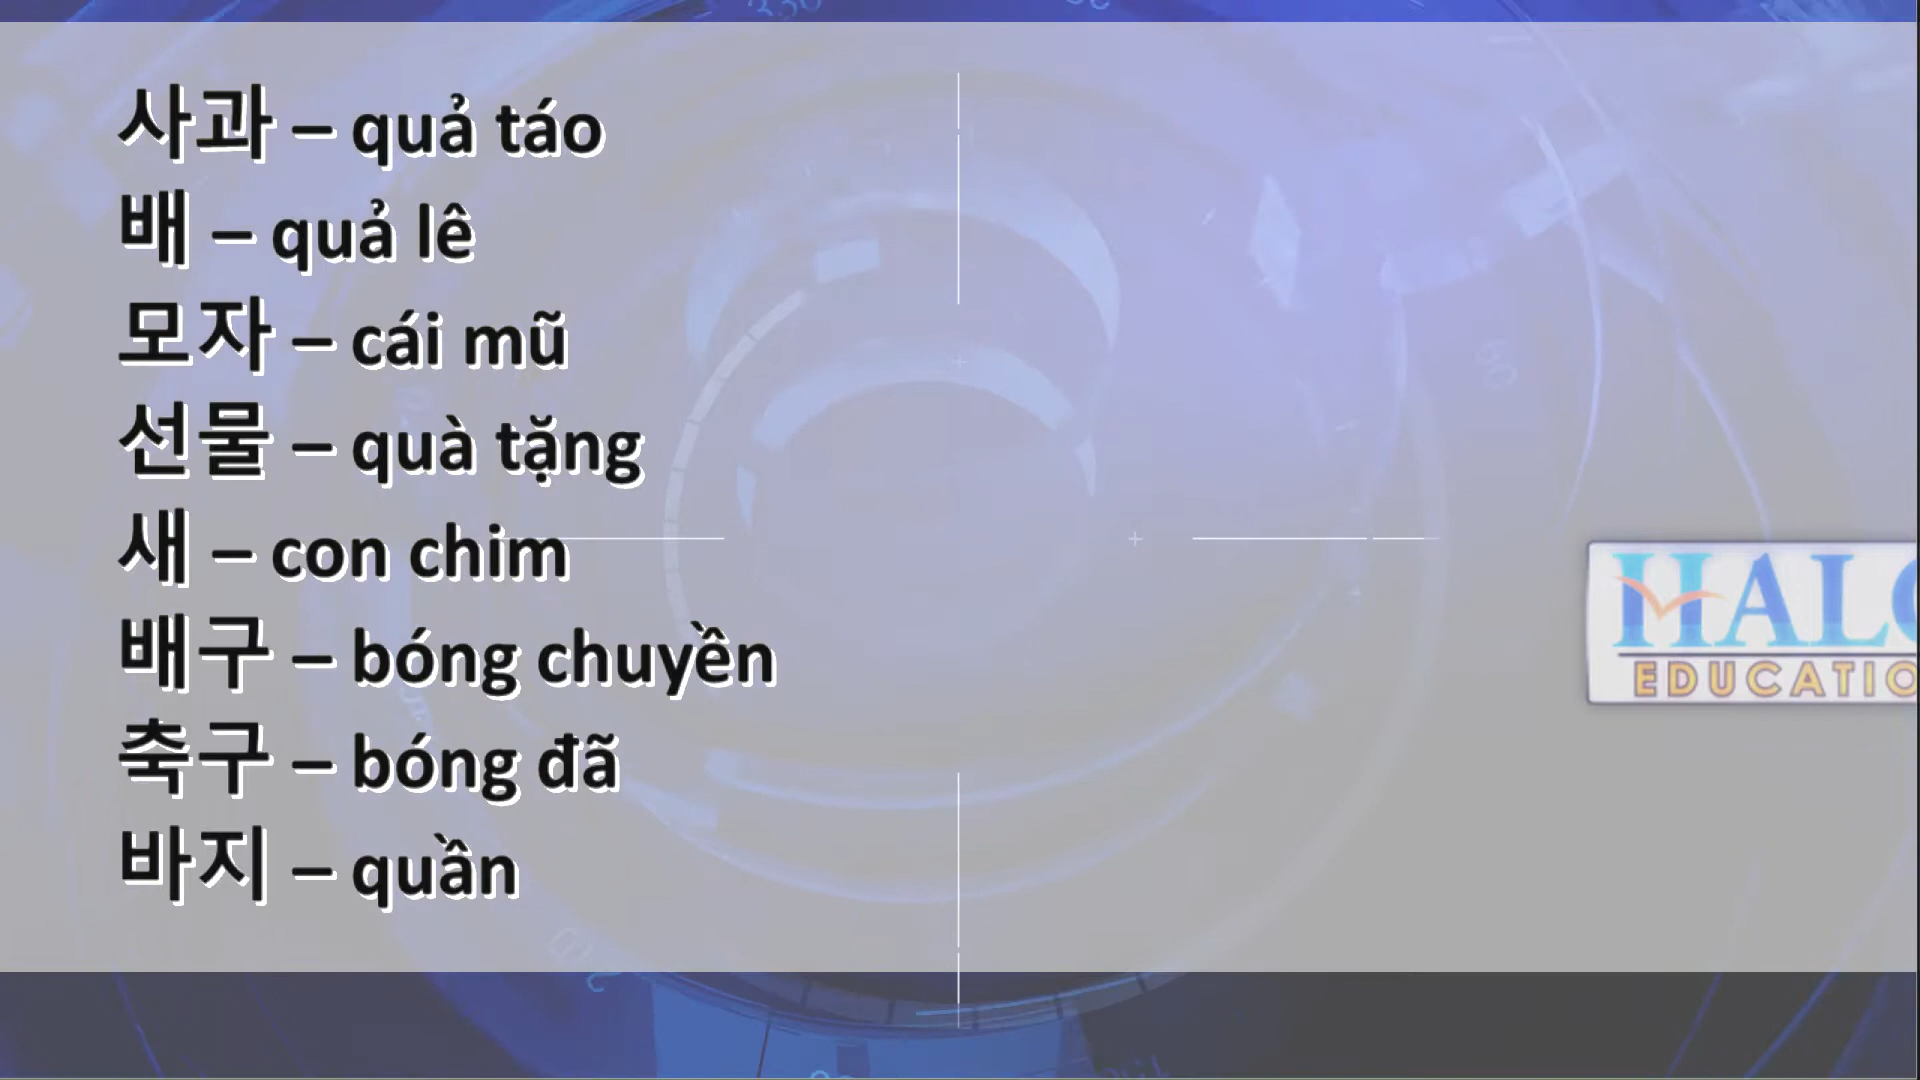 사과 – quả táo
배 – quả lê
모자 – cái mũ
선물 – quà tặng
새 – con chim
배구 – bóng chuyền
축구 – bóng đã
바지 – quần